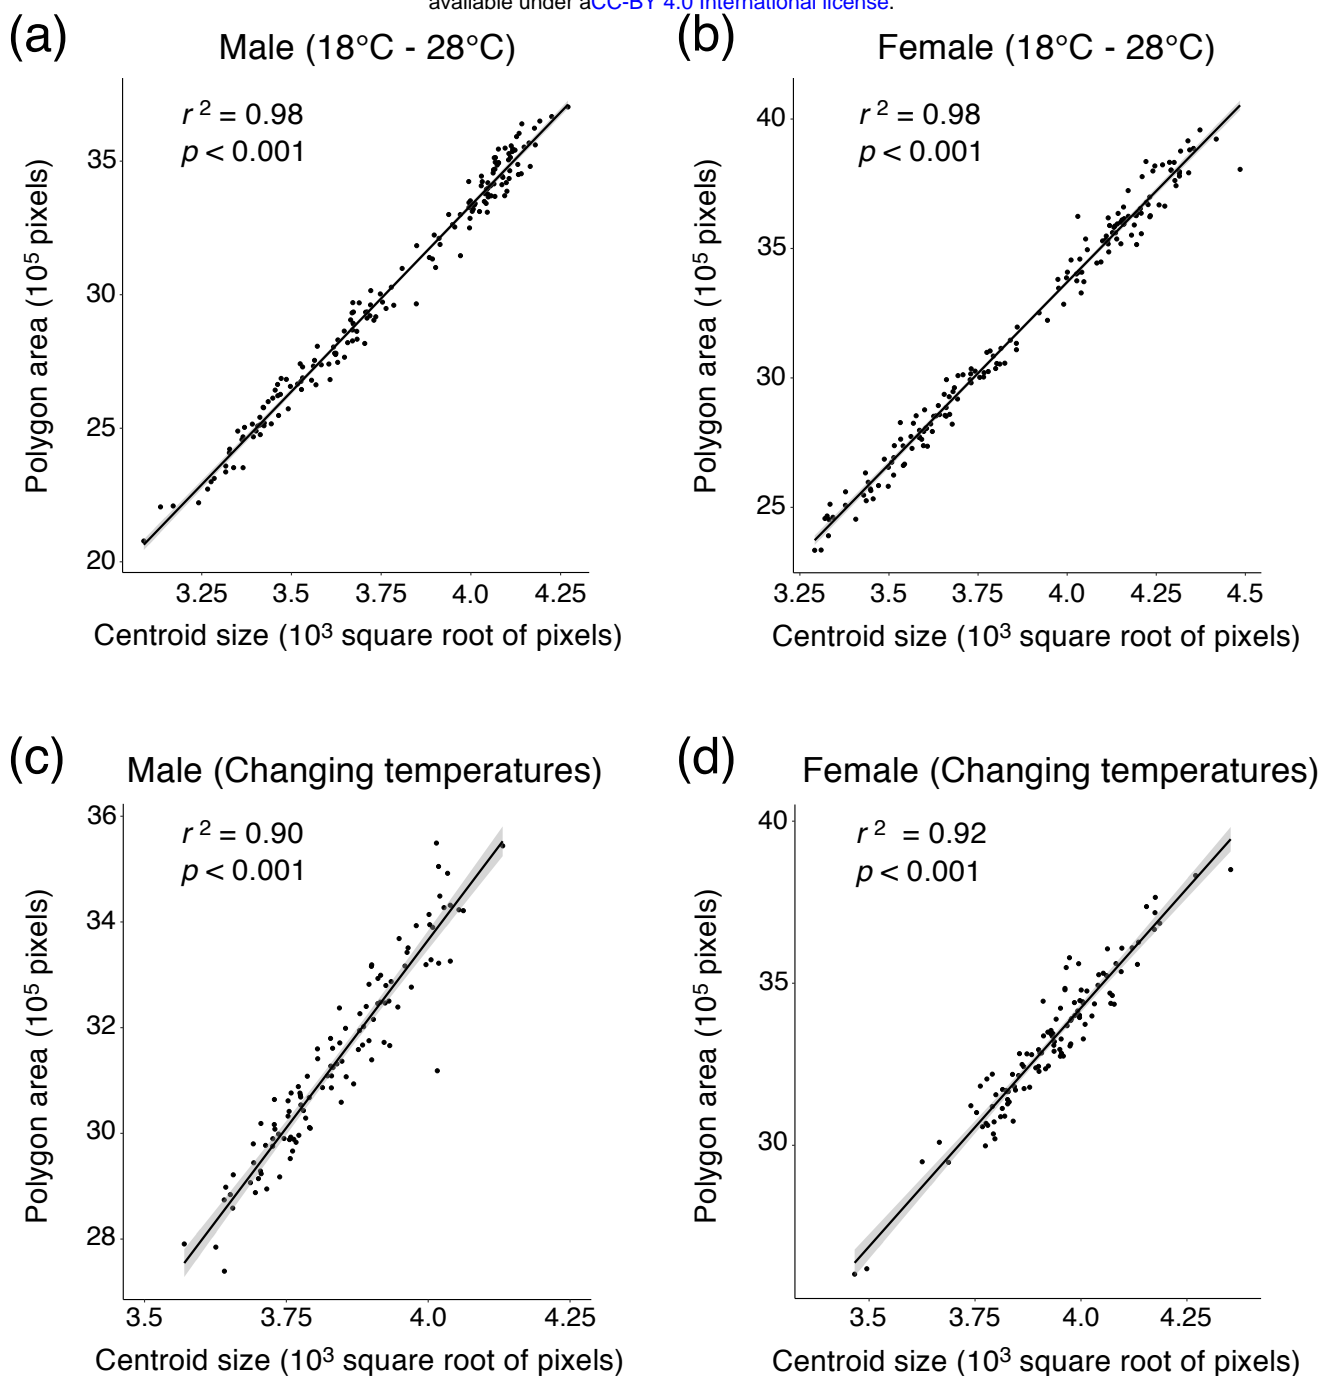 available under aCC-BY 4.0 International license.
(a)
Male (18°C - 28°C)
r² = 0.98
p < 0.001
35
30
25
20
Polygon area (10⁵ pixels)
3.25 3.5 3.75 4.0 4.25
Centroid size (10³ square root of pixels)
(b)
Female (18°C - 28°C)
r² = 0.98
p < 0.001
40
35
30
25
Polygon area (10⁵ pixels)
3.25 3.5 3.75 4.0 4.25 4.5
Centroid size (10³ square root of pixels)
(c)
Male (Changing temperatures)
r² = 0.90
p < 0.001
36
34
32
30
28
Polygon area (10⁵ pixels)
3.5 3.75 4.0 4.25
Centroid size (10³ square root of pixels)
(d)
Female (Changing temperatures)
r² = 0.92
p < 0.001
40
35
30
Polygon area (10⁵ pixels)
3.5 3.75 4.0 4.25
Centroid size (10³ square root of pixels)